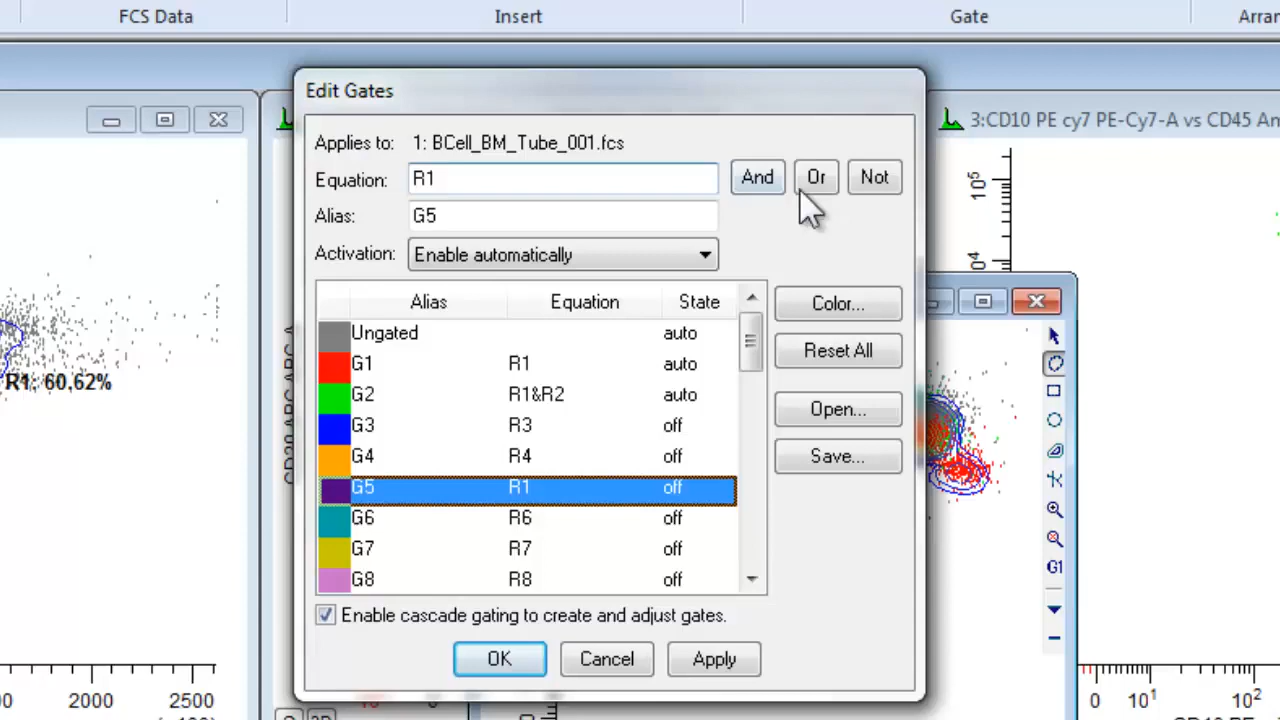 FCS Data
Insert
Gate
Arran
Edit Gates
Applies to: 1: BCell_BM_Tube_001.fcs
Equation: R1 And Or Not
Alias: G5
Activation: Enable automatically
Alias Equation State
Ungated auto
G1 R1 auto
G2 R1&R2 auto
G3 R3 off
G4 R4 off
G5 R1 off
G6 R6 off
G7 R7 off
G8 R8 off
Color...
Reset All
Open...
Save...
Enable cascade gating to create and adjust gates.
OK Cancel Apply
R1: 60.62%
2000 2500
3:CD10 PE cy7 PE-Cy7-A vs CD45 Am
10^5
10^4
G1
0 10^1 10^2